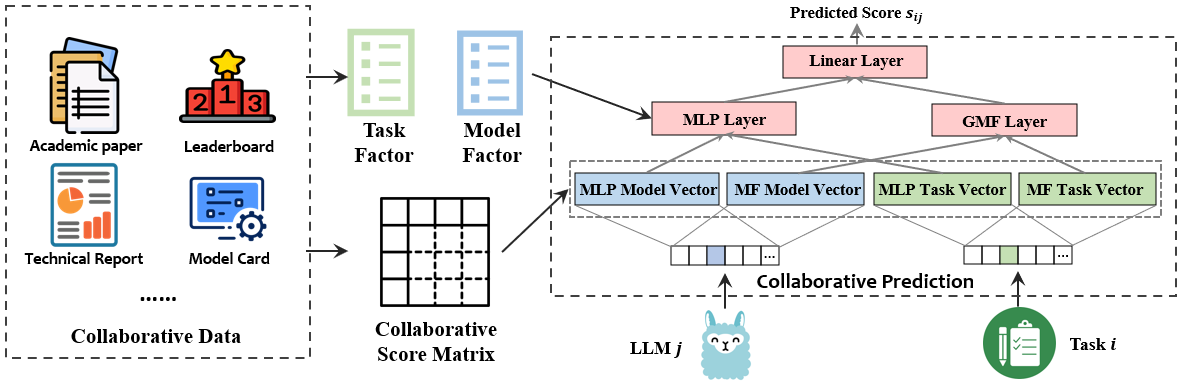 Academic paper
Leaderboard
2 1 3
Technical Report
Model Card
......
Collaborative Data
Task
Factor
Model
Factor
Collaborative
Score Matrix
Predicted Score s_{ij}
Linear Layer
MLP Layer
GMF Layer
MLP Model Vector
MF Model Vector
MLP Task Vector
MF Task Vector
...
...
Collaborative Prediction
LLM j
Task i